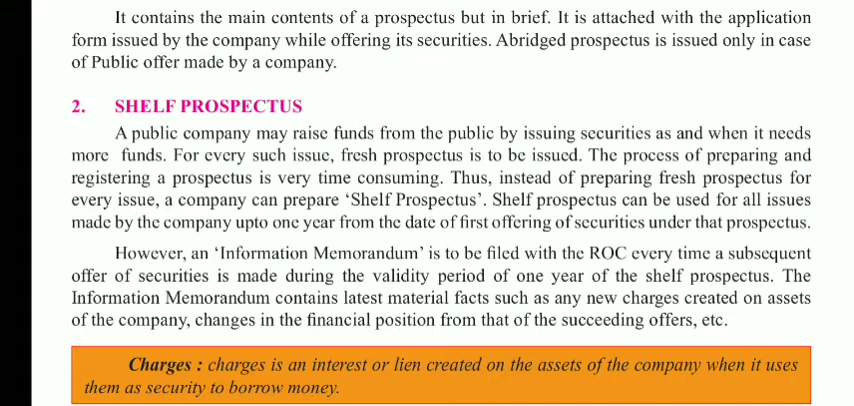 It contains the main contents of a prospectus but in brief. It is attached with the application
form issued by the company while offering its securities. Abridged prospectus is issued only in case
of Public offer made by a company.
2. SHELF PROSPECTUS
A public company may raise funds from the public by issuing securities as and when it needs
more funds. For every such issue, fresh prospectus is to be issued. The process of preparing and
registering a prospectus is very time consuming. Thus, instead of preparing fresh prospectus for
every issue, a company can prepare ‘Shelf Prospectus’. Shelf prospectus can be used for all issues
made by the company upto one year from the date of first offering of securities under that prospectus.
However, an ‘Information Memorandum’ is to be filed with the ROC every time a subsequent
offer of securities is made during the validity period of one year of the shelf prospectus. The
Information Memorandum contains latest material facts such as any new charges created on assets
of the company, changes in the financial position from that of the succeeding offers, etc.
Charges : charges is an interest or lien created on the assets of the company when it uses
them as security to borrow money.